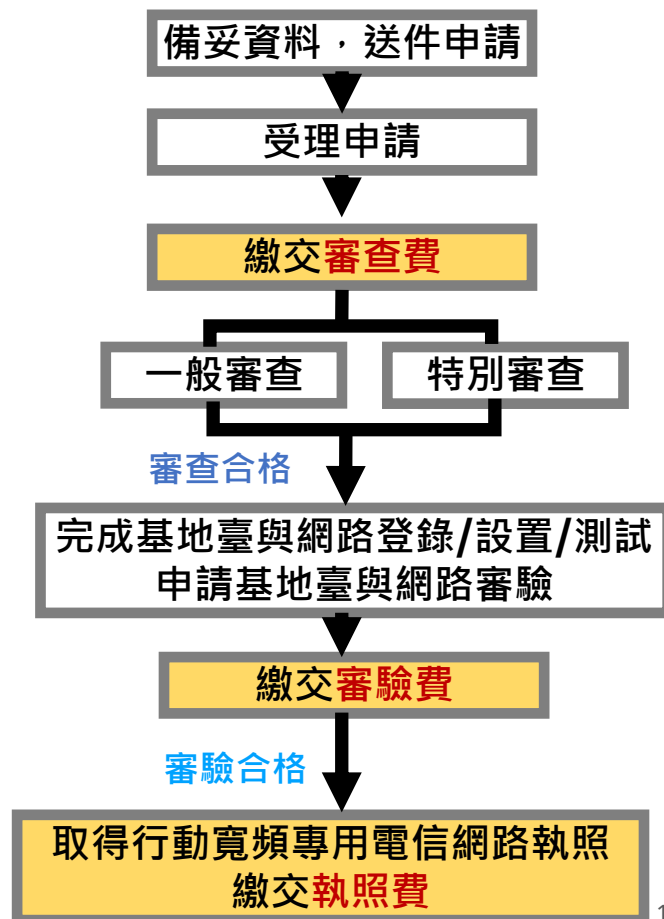 備妥資料，送件申請
受理申請
繳交審查費
一般審查
特別審查
審查合格
完成基地臺與網路登錄/設置/測試
申請基地臺與網路審驗
繳交審驗費
審驗合格
取得行動寬頻專用電信網路執照
繳交執照費
1